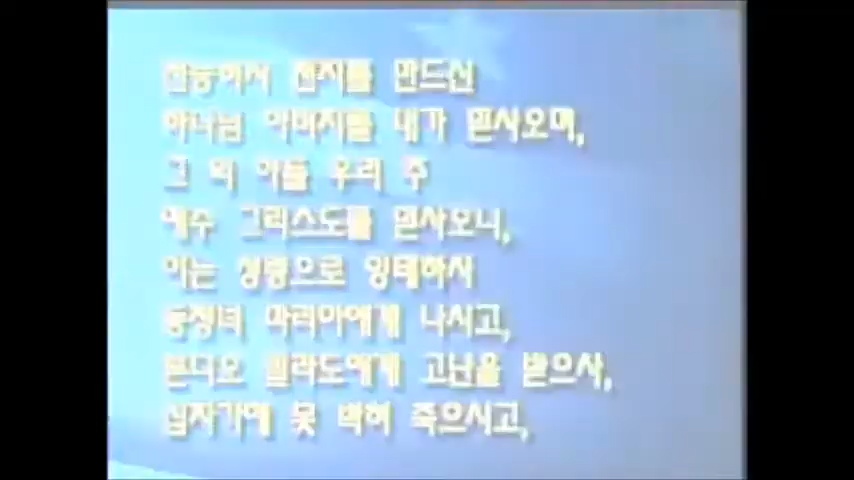 전능하사 천지를 만드신
하나님 아버지를 내가 믿사오며,
그 외 아들 우리 주
예수 그리스도를 믿사오니,
이는 성령으로 잉태하사
동정녀 마리아에게 나시고,
본디오 빌라도에게 고난을 받으사,
십자가에 못 박혀 죽으시고,